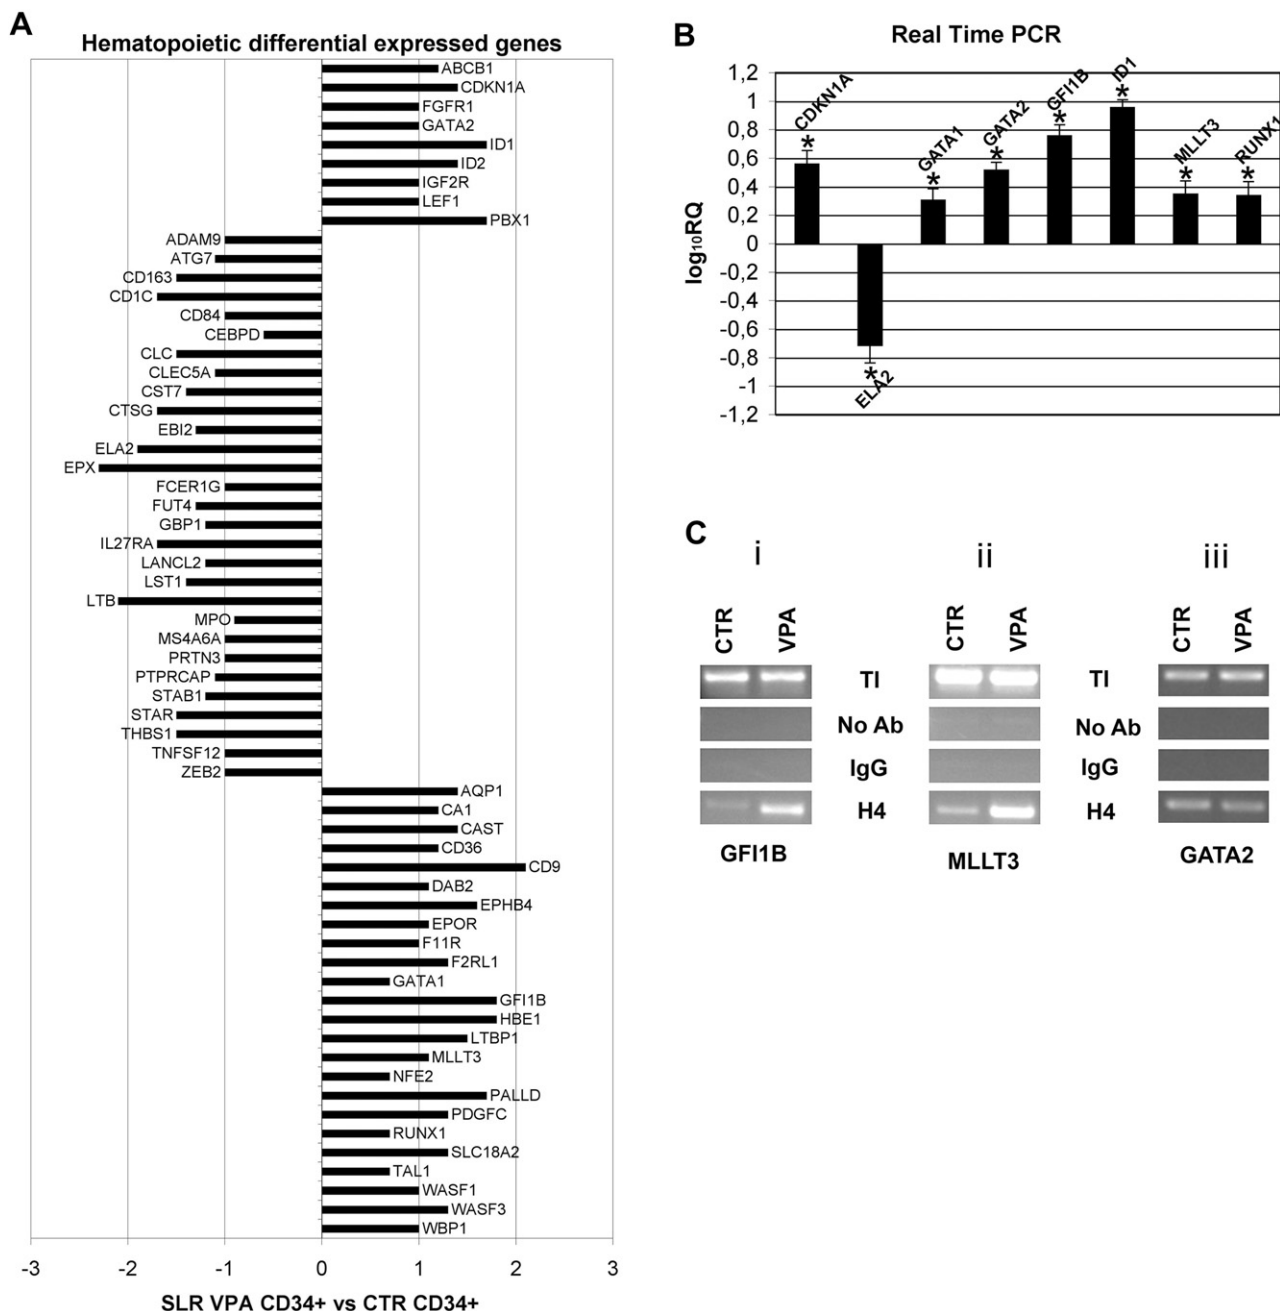 A
Hematopoietic differential expressed genes
ABCB1
CDKN1A
FGFR1
GATA2
ID1
ID2
IGF2R
LEF1
PBX1
ADAM9
ATG7
CD163
CD1C
CD84
CEBPD
CLC
CLEC5A
CST7
CTSG
EBI2
ELA2
EPX
FCER1G
FUT4
GBP1
IL27RA
LANCL2
LST1
LTB
MPO
MS4A6A
PRTN3
PTPRCAP
STAB1
STAR
THBS1
TNFSF12
ZEB2
AQP1
CA1
CAST
CD36
CD9
DAB2
EPHB4
EPOR
F11R
F2RL1
GATA1
GFI1B
HBE1
LTBP1
MLLT3
NFE2
PALLD
PDGFC
RUNX1
SLC18A2
TAL1
WASF1
WASF3
WBP1
-3 -2 -1 0 1 2 3
SLR VPA CD34+ vs CTR CD34+
B
Real Time PCR
log₁₀RQ
1,2
1
0,8
0,6
0,4
0,2
0
-0,2
-0,4
-0,6
-0,8
-1
-1,2
CDKN1A
*
ELA2
*
GATA1
*
GATA2
*
GFI1B
*
ID1
*
MLLT3
*
RUNX1
*
C
i ii iii
CTR VPA CTR VPA CTR VPA
TI TI
No Ab No Ab
IgG IgG
H4 H4
GFI1B MLLT3 GATA2